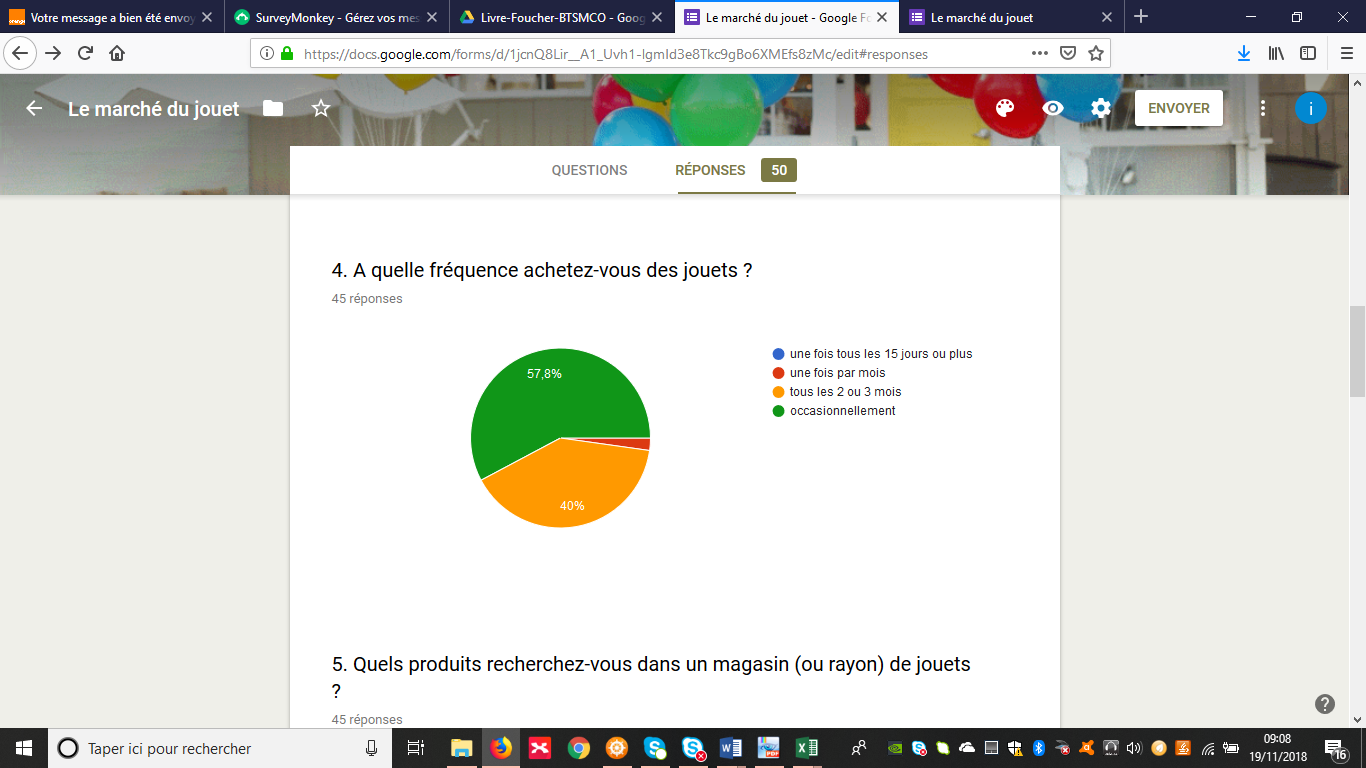 Votre message a bien été envoy
SurveyMonkey - Gérez vos mes
Livre-Foucher-BTSMCO - Goog
Le marché du jouet - Google Fo
Le marché du jouet
https://docs.google.com/forms/d/1jcnQ8Lir__A1_Uvh1-lgmId3e8Tkc9gBo6XMEfs8zMc/edit#responses
Le marché du jouet
ENVOYER
i
QUESTIONS
RÉPONSES
50
4. A quelle fréquence achetez-vous des jouets ?
45 réponses
57,8%
40%
une fois tous les 15 jours ou plus
une fois par mois
tous les 2 ou 3 mois
occasionnellement
5. Quels produits recherchez-vous dans un magasin (ou rayon) de jouets
?
45 réponses
Taper ici pour rechercher
09:08
19/11/2018
16